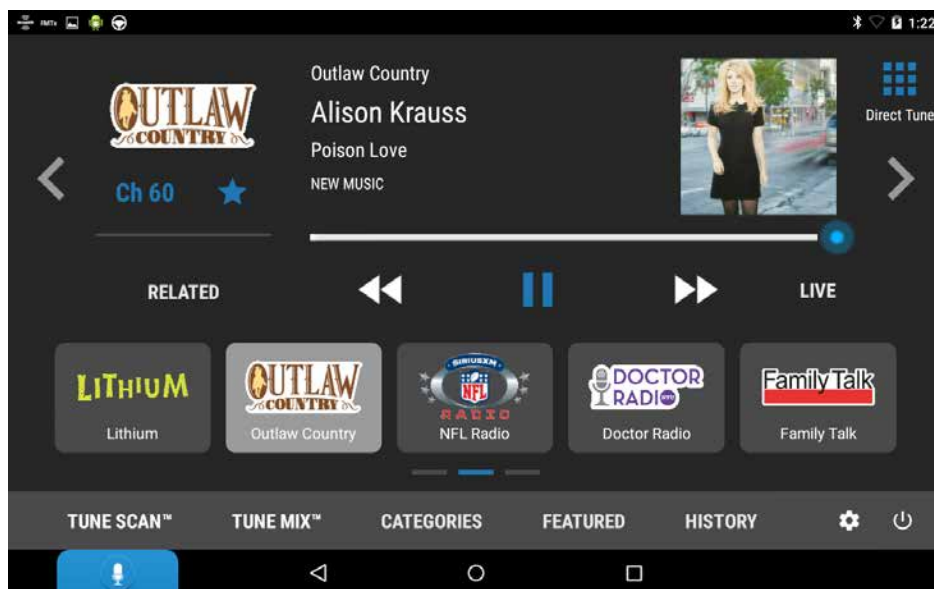 FMTx
1:22
OUTLAW
COUNTRY
Ch 60
Outlaw Country
Alison Krauss
Poison Love
NEW MUSIC
Direct Tune
RELATED
LIVE
LITHIUM
Lithium
OUTLAW
COUNTRY
Outlaw Country
SIRIUSXM
NFL
RADIO
NFL Radio
DOCTOR
RADIO
Doctor Radio
Family Talk
Family Talk
TUNE SCAN™
TUNE MIX™
CATEGORIES
FEATURED
HISTORY